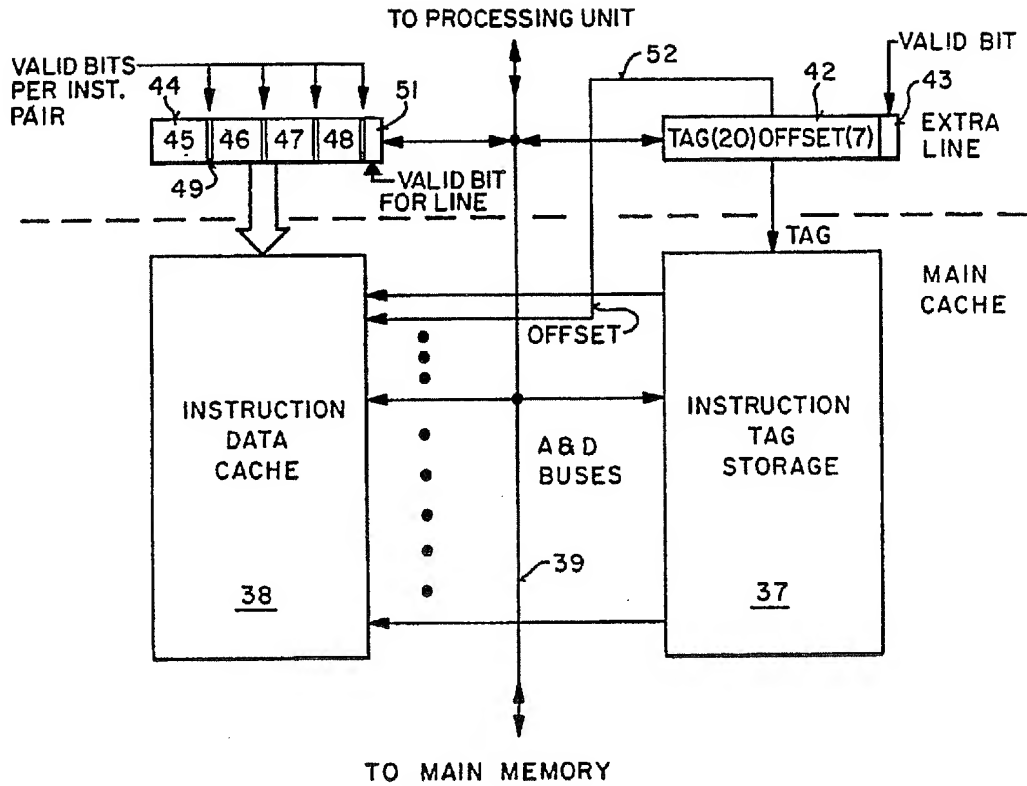 TO PROCESSING UNIT
VALID BITS
PER INST.
PAIR
44
51
45 46 47 48
49
VALID BIT
FOR LINE
52
42
VALID BIT
43
TAG(20)OFFSET(7)
EXTRA
LINE
TAG
MAIN
CACHE
OFFSET
INSTRUCTION
DATA
CACHE
38
A & D
BUSES
39
INSTRUCTION
TAG
STORAGE
37
TO MAIN MEMORY